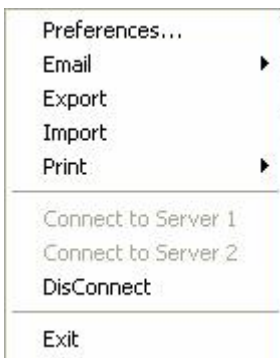 Preferences...
Email
Export
Import
Print
Connect to Server 1
Connect to Server 2
DisConnect
Exit